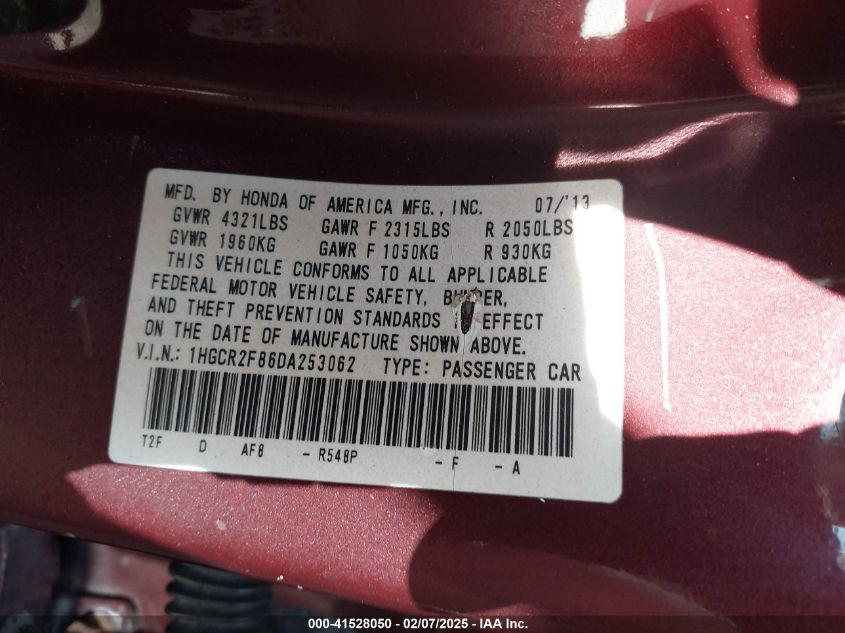 MFD. BY HONDA OF AMERICA MFG., INC. 07/'13
GVWR 4321LBS GAWR F 2315LBS R 2050LBS
GVWR 1960KG GAWR F 1050KG R 930KG
THIS VEHICLE CONFORMS TO ALL APPLICABLE
FEDERAL MOTOR VEHICLE SAFETY,
AND THEFT PREVENTION STANDARDS EFFECT
ON THE DATE OF MANUFACTURE SHOWN ABOVE.
V.I.N.: 1HGCR2F86DA253062 TYPE: PASSENGER CAR
T2F D AF8 - R548P - F - A
000-41528050 - 02/07/2025 - IAA Inc.